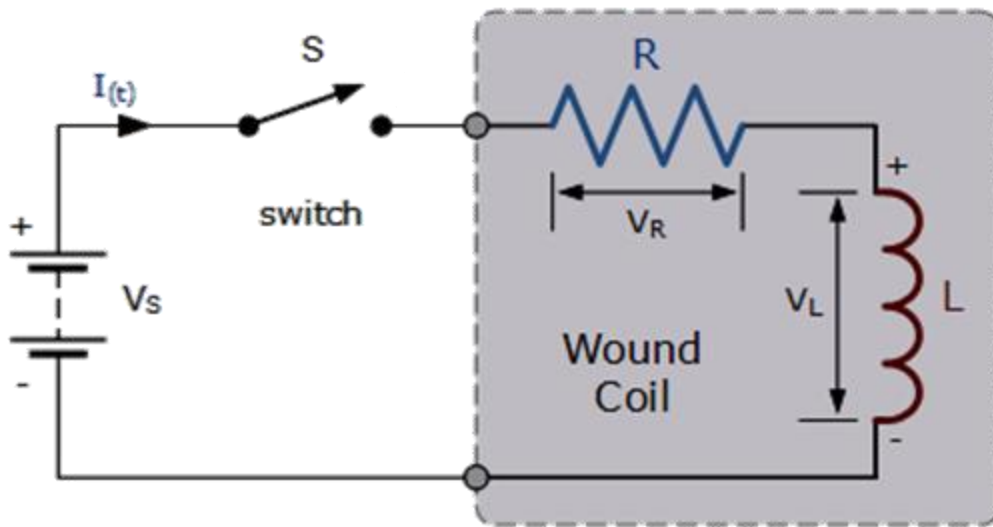 S
R
I(t)
+
switch
VR
+
VS
VL
L
Wound
Coil
-
-